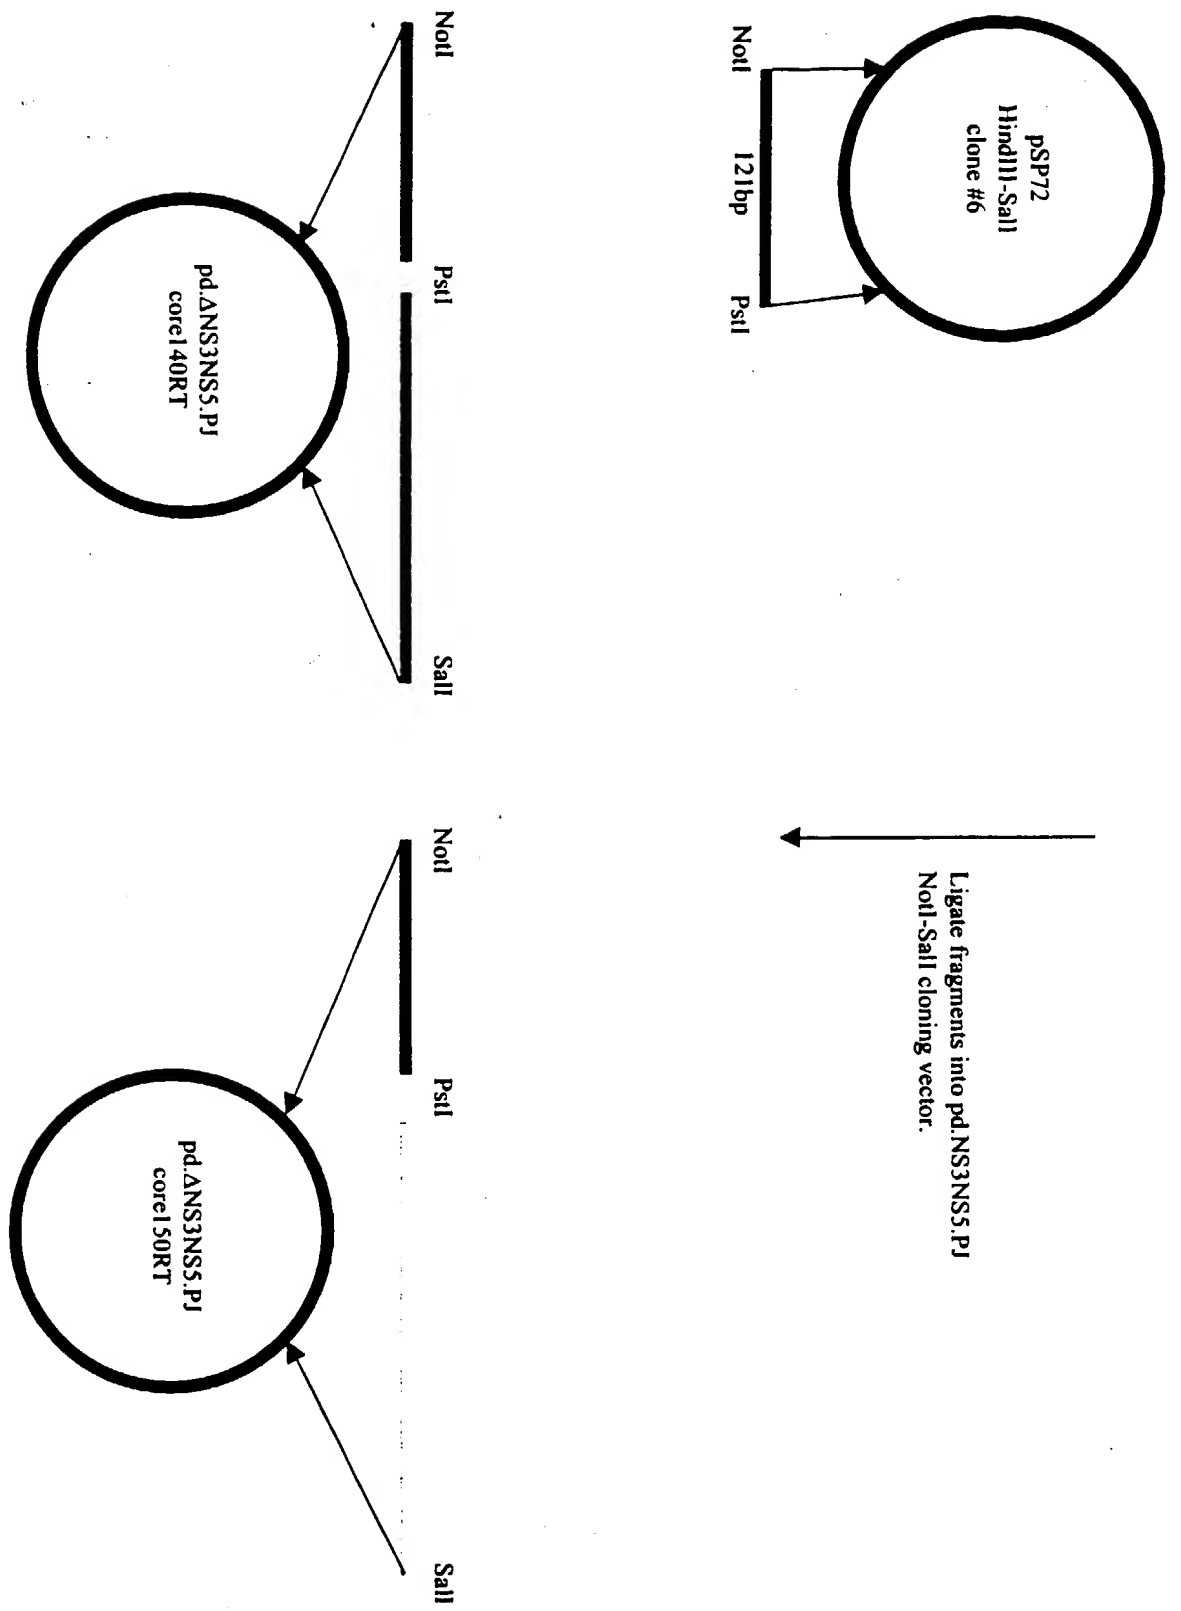 pSP72
HindIII-SalI
clone #6
NotI
121bp
PstI
Ligate fragments into pd.NS3NS5.PJ
NotI-SalI cloning vector.
NotI
PstI
SalI
pd.ΔNS3NS5.PJ
core140RT
NotI
PstI
SalI
pd.ΔNS3NS5.PJ
core150RT